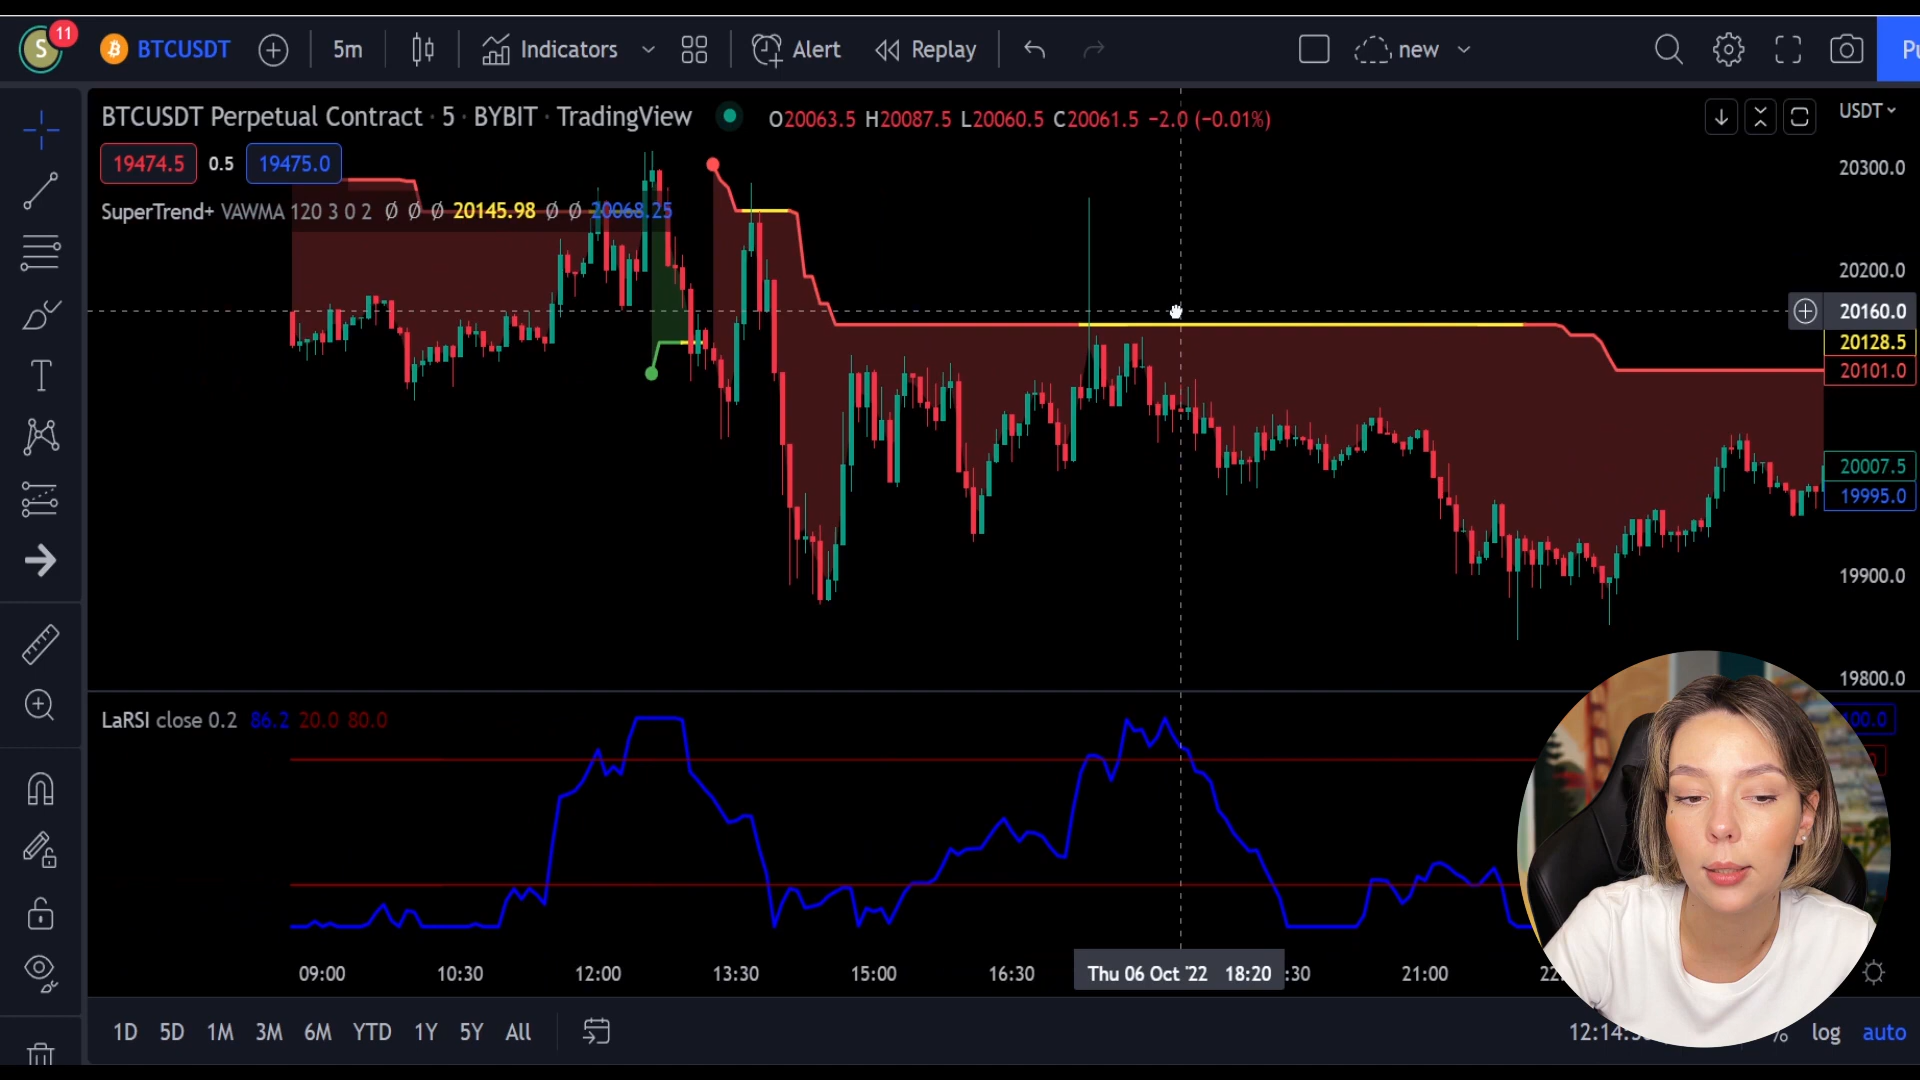 S 11 BTCUSDT 5m Indicators Alert Replay new Pu
BTCUSDT Perpetual Contract · 5 · BYBIT · TradingView O20063.5 H20087.5 L20060.5 C20061.5 −2.0 (−0.01%) USDT
19474.5 0.5 19475.0
SuperTrend+ VAWMA 120 3 0 2 Ø Ø Ø 20145.98 Ø Ø 20068.25
20300.0
20200.0
20160.0
20128.5
20101.0
20007.5
19995.0
19900.0
19800.0
LaRSI close 0.2 86.2 20.0 80.0
09:00 10:30 12:00 13:30 15:00 16:30 Thu 06 Oct '22 18:20 :30 21:00
1D 5D 1M 3M 6M YTD 1Y 5Y All 12:14: % log auto